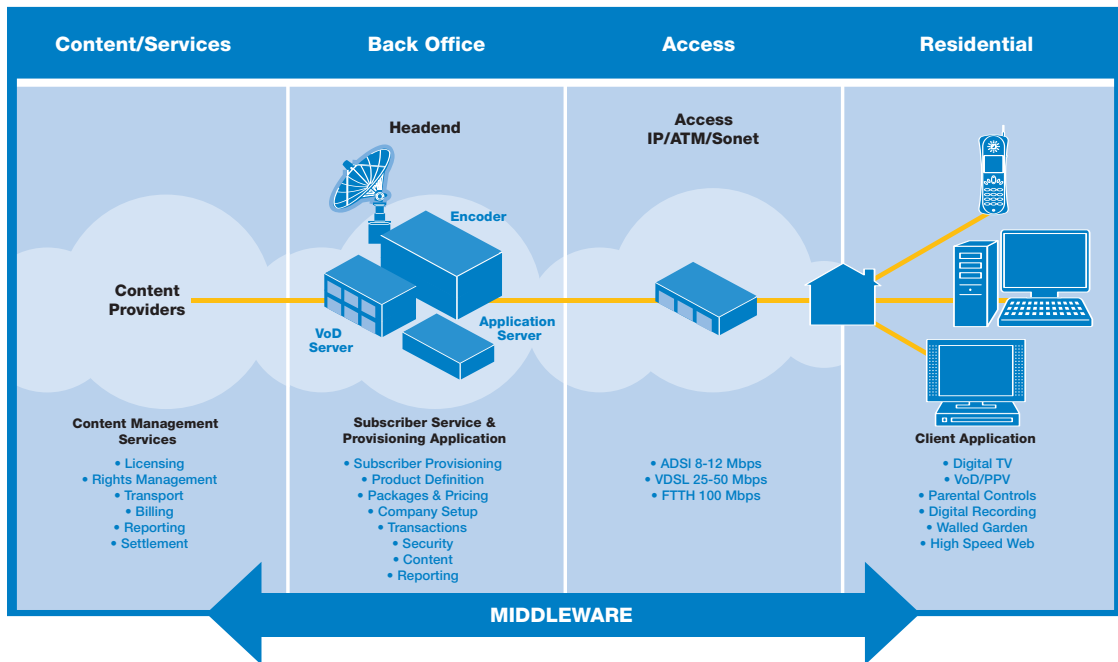 Content/Services
Back Office
Access
Residential
Headend
Access
IP/ATM/Sonet
Encoder
Content
Providers
VoD
Server
Application
Server
Content Management
Services
• Licensing
• Rights Management
• Transport
• Billing
• Reporting
• Settlement
Subscriber Service &
Provisioning Application
• Subscriber Provisioning
• Product Definition
• Packages & Pricing
• Company Setup
• Transactions
• Security
• Content
• Reporting
• ADSI 8-12 Mbps
• VDSL 25-50 Mbps
• FTTH 100 Mbps
Client Application
• Digital TV
• VoD/PPV
• Parental Controls
• Digital Recording
• Walled Garden
• High Speed Web
MIDDLEWARE